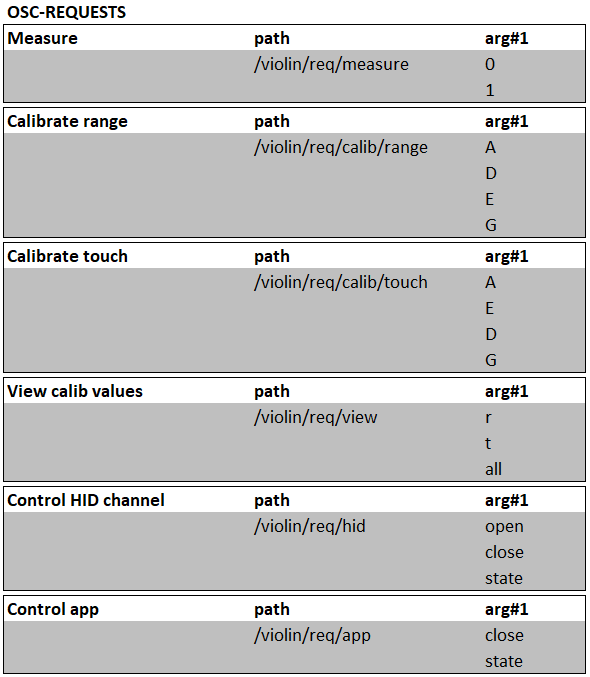 OSC-REQUESTS
Measure path arg#1
/violin/req/measure 0
1
Calibrate range path arg#1
/violin/req/calib/range A
D
E
G
Calibrate touch path arg#1
/violin/req/calib/touch A
E
D
G
View calib values path arg#1
/violin/req/view r
t
all
Control HID channel path arg#1
/violin/req/hid open
close
state
Control app path arg#1
/violin/req/app close
state